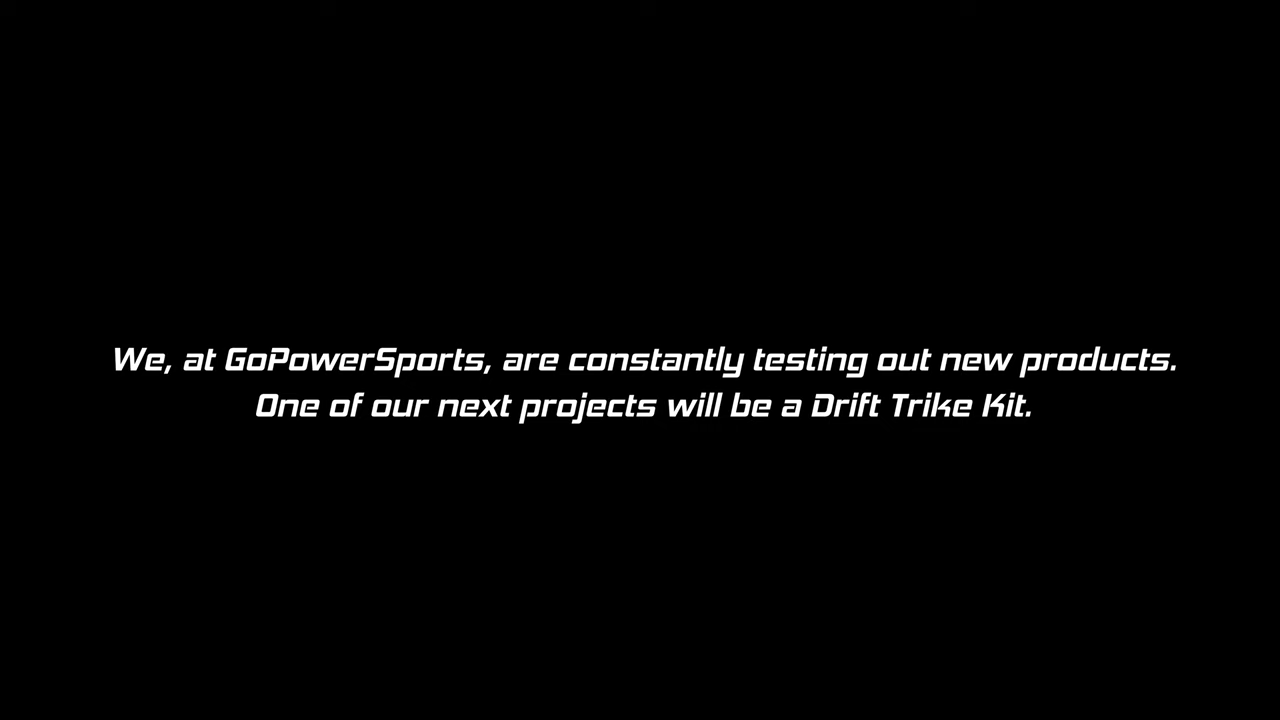 We, at GoPowerSports, are constantly testing out new products.
One of our next projects will be a Drift Trike Kit.